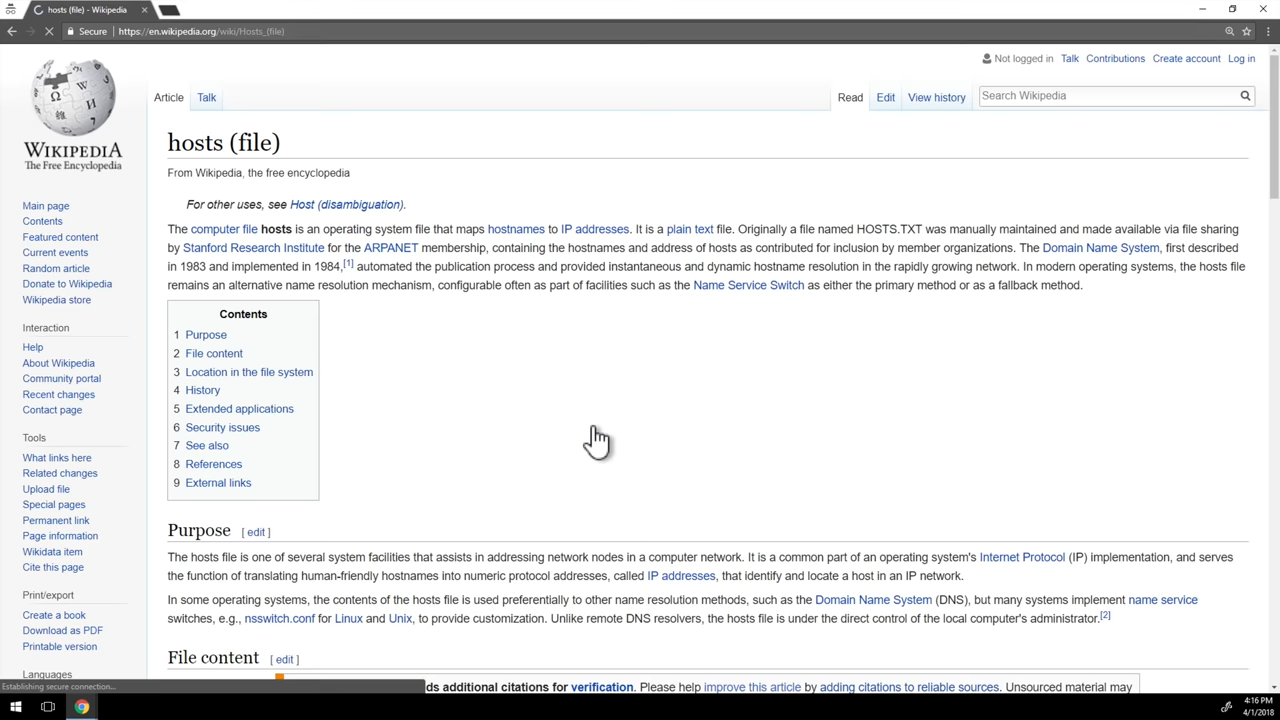 hosts (file) - Wikipedia
Secure https://en.wikipedia.org/wiki/Hosts_(file)
Not logged in Talk Contributions Create account Log in
Article Talk Read Edit View history Search Wikipedia
WIKIPEDIA
The Free Encyclopedia
Main page
Contents
Featured content
Current events
Random article
Donate to Wikipedia
Wikipedia store
Interaction
Help
About Wikipedia
Community portal
Recent changes
Contact page
Tools
What links here
Related changes
Upload file
Special pages
Permanent link
Page information
Wikidata item
Cite this page
Print/export
Create a book
Download as PDF
Printable version
Languages
hosts (file)
From Wikipedia, the free encyclopedia
For other uses, see Host (disambiguation).
The computer file hosts is an operating system file that maps hostnames to IP addresses. It is a plain text file. Originally a file named HOSTS.TXT was manually maintained and made available via file sharing
by Stanford Research Institute for the ARPANET membership, containing the hostnames and address of hosts as contributed for inclusion by member organizations. The Domain Name System, first described
in 1983 and implemented in 1984,[1] automated the publication process and provided instantaneous and dynamic hostname resolution in the rapidly growing network. In modern operating systems, the hosts file
remains an alternative name resolution mechanism, configurable often as part of facilities such as the Name Service Switch as either the primary method or as a fallback method.
Contents
1 Purpose
2 File content
3 Location in the file system
4 History
5 Extended applications
6 Security issues
7 See also
8 References
9 External links
Purpose [ edit ]
The hosts file is one of several system facilities that assists in addressing network nodes in a computer network. It is a common part of an operating system's Internet Protocol (IP) implementation, and serves
the function of translating human-friendly hostnames into numeric protocol addresses, called IP addresses, that identify and locate a host in an IP network.
In some operating systems, the contents of the hosts file is used preferentially to other name resolution methods, such as the Domain Name System (DNS), but many systems implement name service
switches, e.g., nsswitch.conf for Linux and Unix, to provide customization. Unlike remote DNS resolvers, the hosts file is under the direct control of the local computer's administrator.[2]
File content [ edit ]
ds additional citations for verification. Please help improve this article by adding citations to reliable sources. Unsourced material may
Establishing secure connection...
4:16 PM
4/1/2018